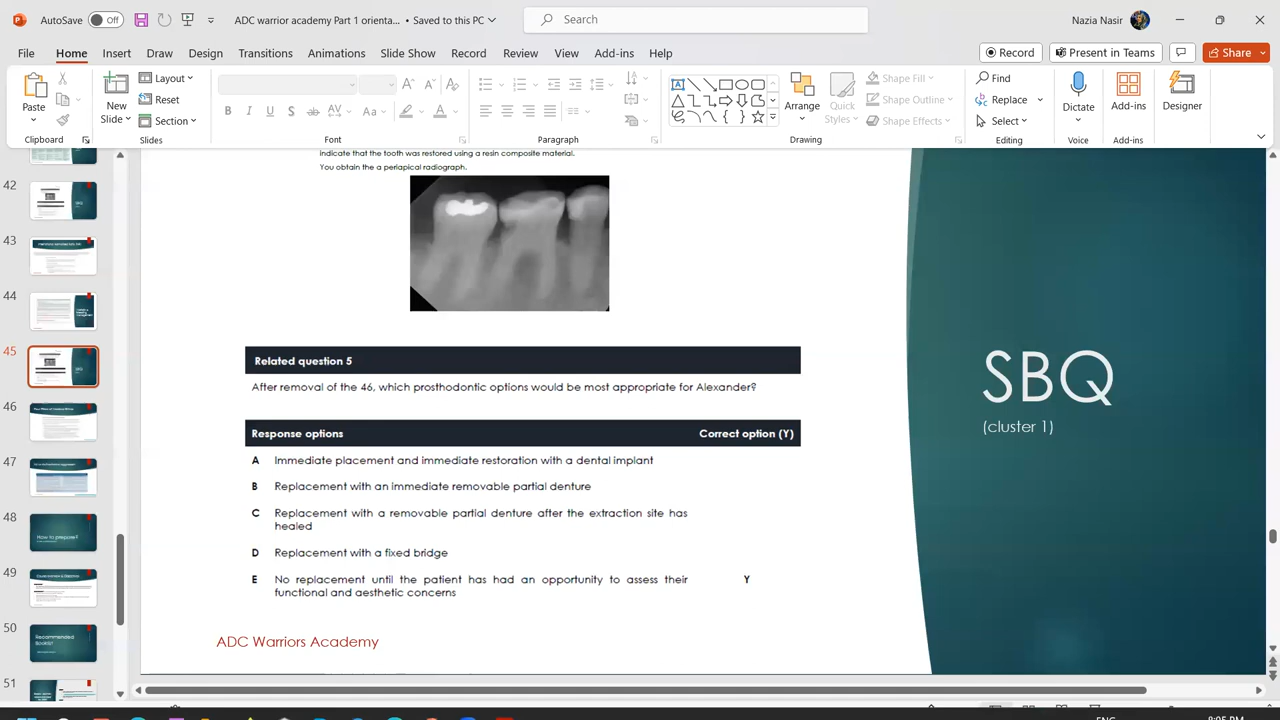 AutoSave Off ADC warrior academy Part 1 orienta... • Saved to this PC Search Nazia Nasir
File Home Insert Draw Design Transitions Animations Slide Show Record Review View Add-ins Help Record Present in Teams Share
Paste New Slide Layout Reset Section Arrange Quick Styles Shape Fill Shape Outline Shape Effects Find Replace Select Dictate Add-ins Designer
Clipboard Slides Font Paragraph Drawing Editing Voice Add-ins
indicate that the tooth was restored using a resin composite material.
You obtain the a periapical radiograph.
42
43
44
45
46
47
48
How to prepare?
49
50
Recommended
51
Related question 5
After removal of the 46, which prosthodontic options would be most appropriate for Alexander?
Response options Correct option (Y)
A Immediate placement and immediate restoration with a dental implant
B Replacement with an immediate removable partial denture
C Replacement with a removable partial denture after the extraction site has
healed
D Replacement with a fixed bridge
E No replacement until the patient has had an opportunity to assess their Y
functional and aesthetic concerns
ADC Warriors Academy
SBQ
(cluster 1)
ENG 8:05 PM